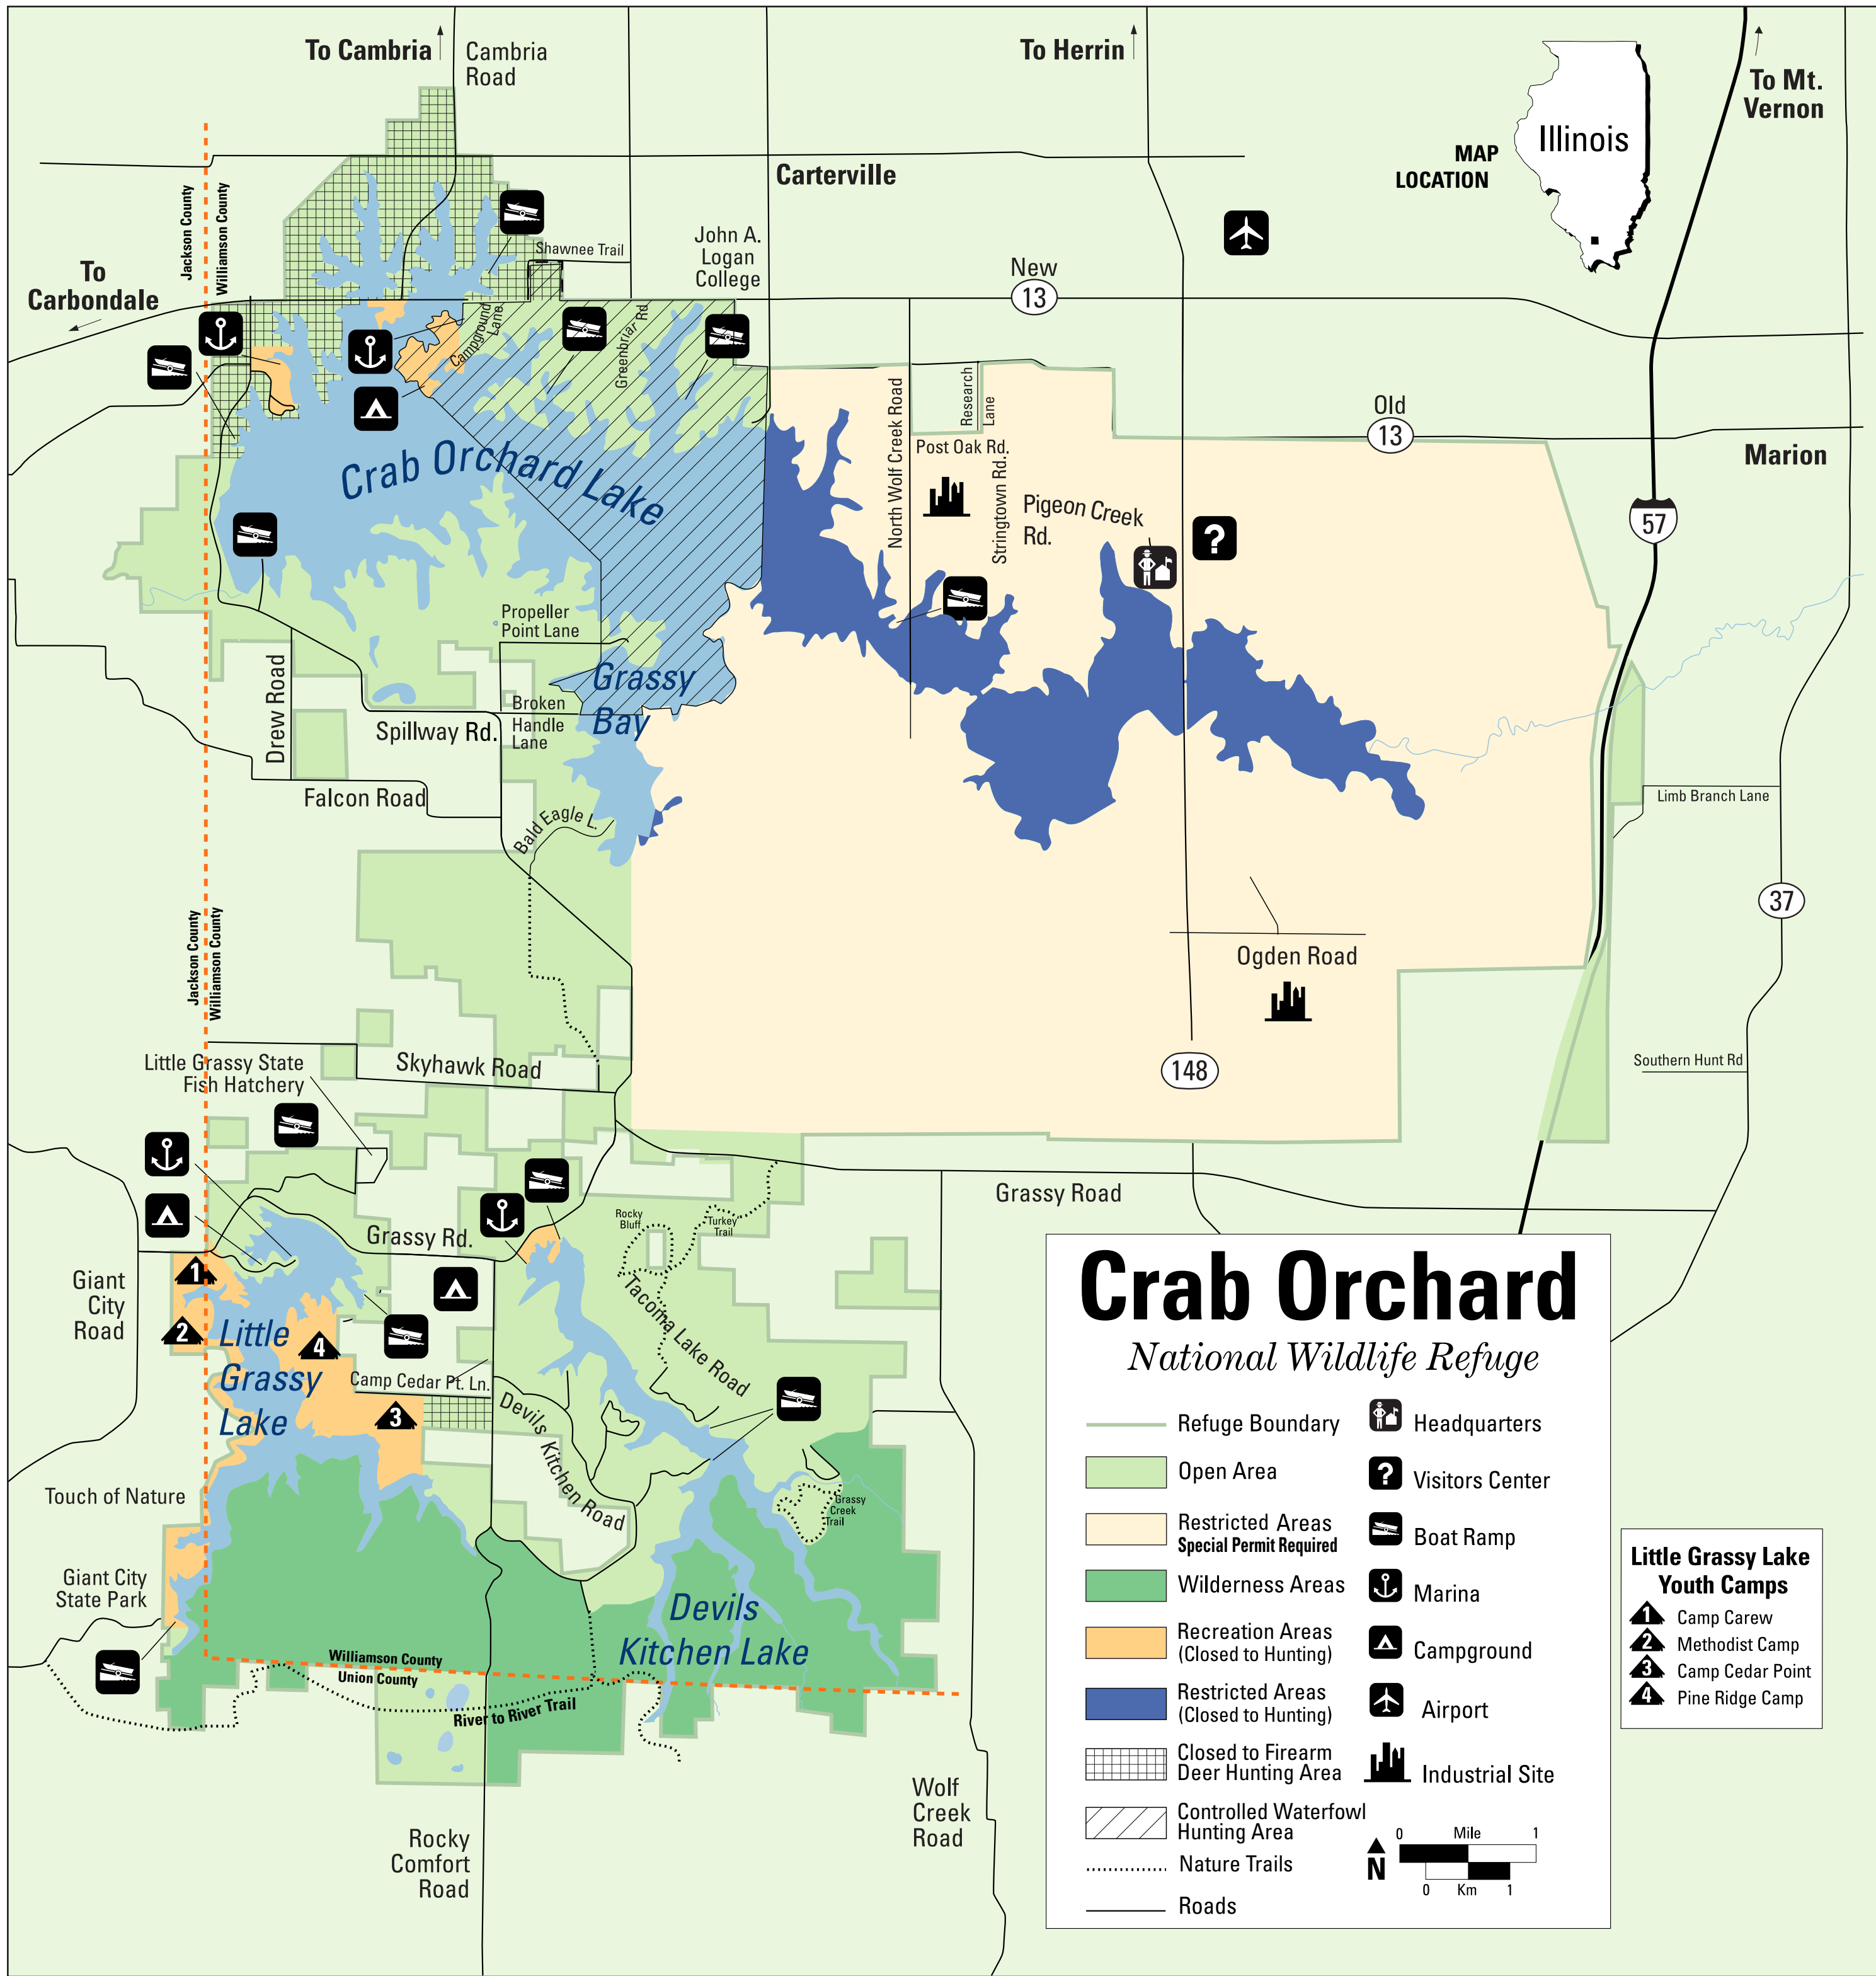 To Cambria
Cambria
Road
To Herrin
To Mt.
Vernon
Illinois
MAP
LOCATION
Carterville
Jackson County
Williamson County
Shawnee Trail
John A.
Logan
College
To
Carbondale
New
13
Campground
Lane
Greenbriar Rd
North Wolf Creek Road
Research
Lane
Old
13
Marion
Post Oak Rd.
Stringtown Rd.
Pigeon Creek
Rd.
?
57
Crab Orchard Lake
Propeller
Point Lane
Grassy
Bay
Drew Road
Broken
Handle
Lane
Spillway Rd.
Falcon Road
Bald Eagle L.
Limb Branch Lane
37
Jackson County
Williamson County
Ogden Road
148
Southern Hunt Rd
Little Grassy State
Fish Hatchery
Skyhawk Road
Grassy Road
Grassy Rd.
Rocky
Bluff
Turkey
Trail
Tacoma Lake Road
Giant
City
Road
1
2
4
3
Little
Grassy
Lake
Camp Cedar Pt. Ln.
Devils Kitchen Road
Touch of Nature
Grassy
Creek
Trail
Giant City
State Park
Devils
Kitchen Lake
Williamson County
Union County
River to River Trail
Rocky
Comfort
Road
Wolf
Creek
Road
Crab Orchard
National Wildlife Refuge
Refuge Boundary
Open Area
Restricted Areas
Special Permit Required
Wilderness Areas
Recreation Areas
(Closed to Hunting)
Restricted Areas
(Closed to Hunting)
Closed to Firearm
Deer Hunting Area
Controlled Waterfowl
Hunting Area
Nature Trails
Roads
Headquarters
? Visitors Center
Boat Ramp
Marina
Campground
Airport
Industrial Site
0 Mile 1
N
0 Km 1
Little Grassy Lake
Youth Camps
1 Camp Carew
2 Methodist Camp
3 Camp Cedar Point
4 Pine Ridge Camp